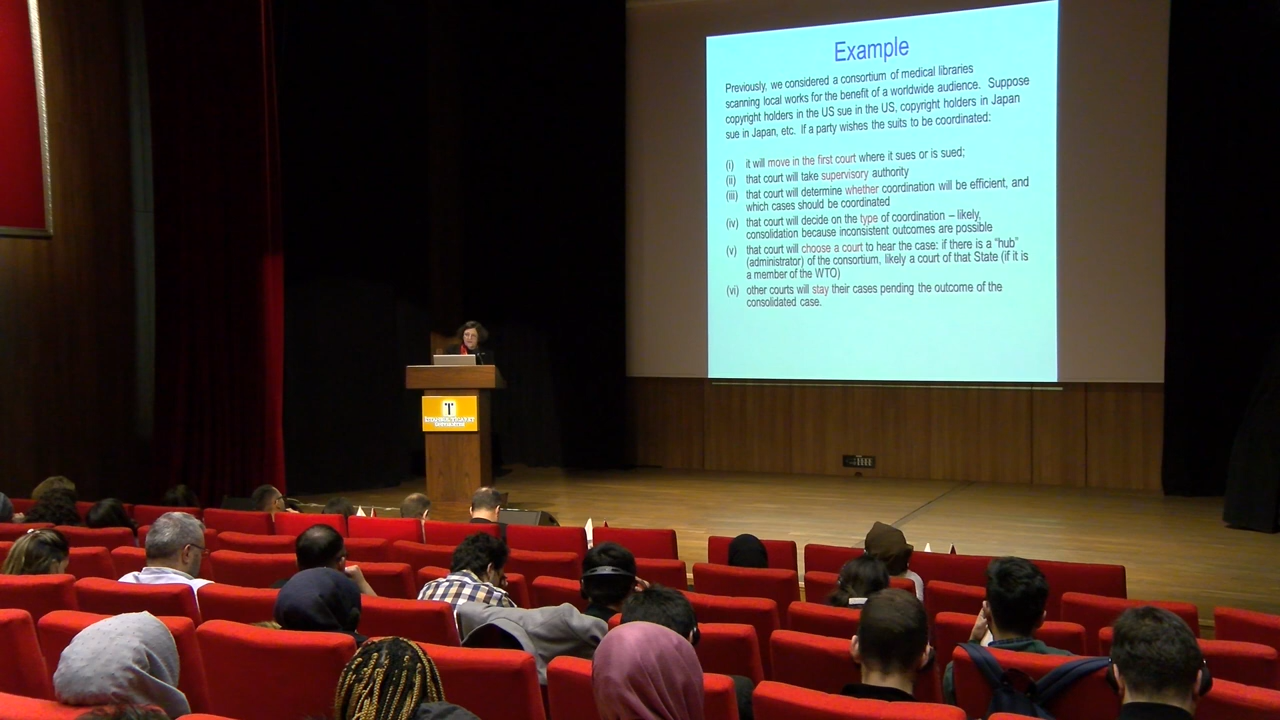 Example
Previously, we considered a consortium of medical libraries
scanning local works for the benefit of a worldwide audience. Suppose
copyright holders in the US sue in the US, copyright holders in Japan
sue in Japan, etc. If a party wishes the suits to be coordinated:
(i) it will move in the first court where it sues or is sued;
(ii) that court will take supervisory authority
(iii) that court will determine whether coordination will be efficient, and
which cases should be coordinated
(iv) that court will decide on the type of coordination – likely,
consolidation because inconsistent outcomes are possible
(v) that court will choose a court to hear the case: if there is a “hub”
(administrator) of the consortium, likely a court of that State (if it is
a member of the WTO)
(vi) other courts will stay their cases pending the outcome of the
consolidated case.
İSTANBUL TİCARET
ÜNİVERSİTESİ